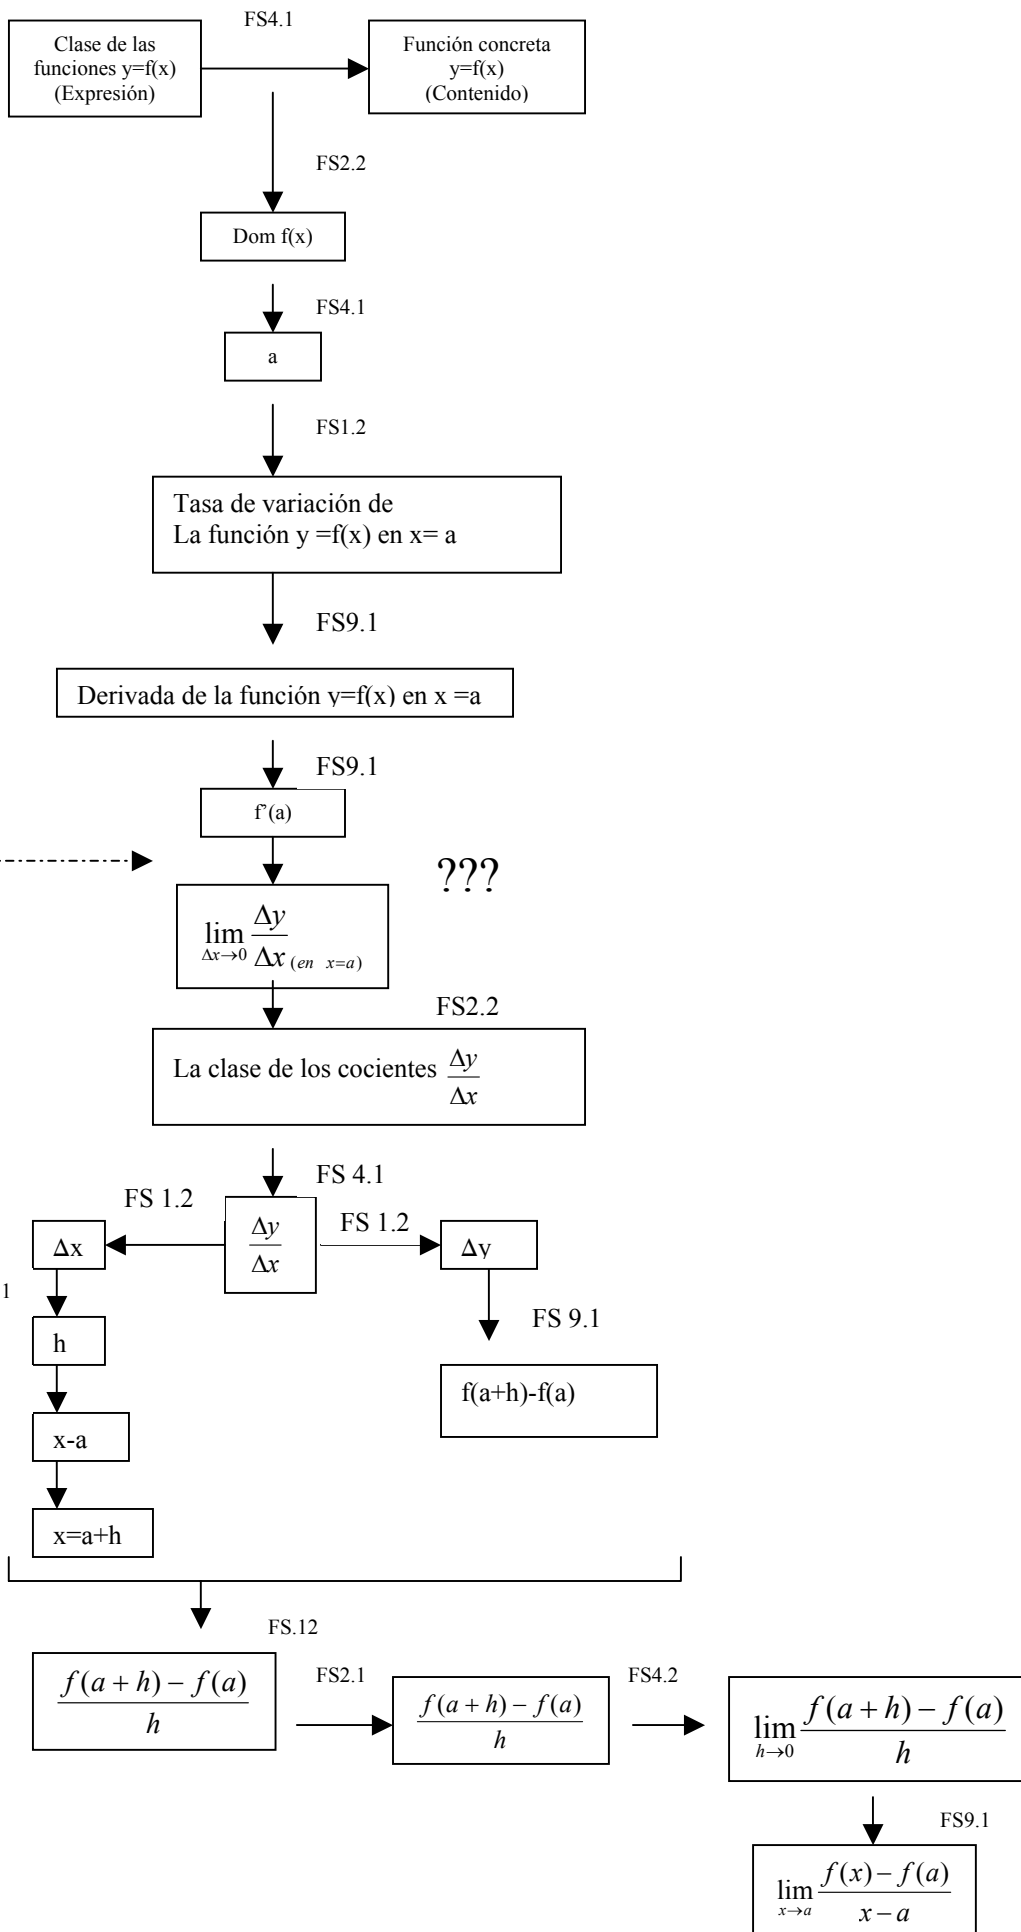 FS4.1
Clase de las
funciones y=f(x)
(Expresión)
Función concreta
y=f(x)
(Contenido)
FS2.2
Dom f(x)
FS4.1
a
FS1.2
Tasa de variación de
La función y =f(x) en x= a
FS9.1
Derivada de la función y=f(x) en x =a
FS9.1
f’(a)
???
lim Δx→0 Δy/Δx (en x=a)
FS2.2
La clase de los cocientes Δy/Δx
FS 4.1
FS 1.2
FS 1.2
Δx
Δy/Δx
Δy
1
h
FS 9.1
x-a
f(a+h)-f(a)
x=a+h
FS.12
f(a + h) − f(a) / h
FS2.1
f(a + h) − f(a) / h
FS4.2
lim h→0 f(a + h) − f(a) / h
FS9.1
lim x→a f(x) − f(a) / x − a